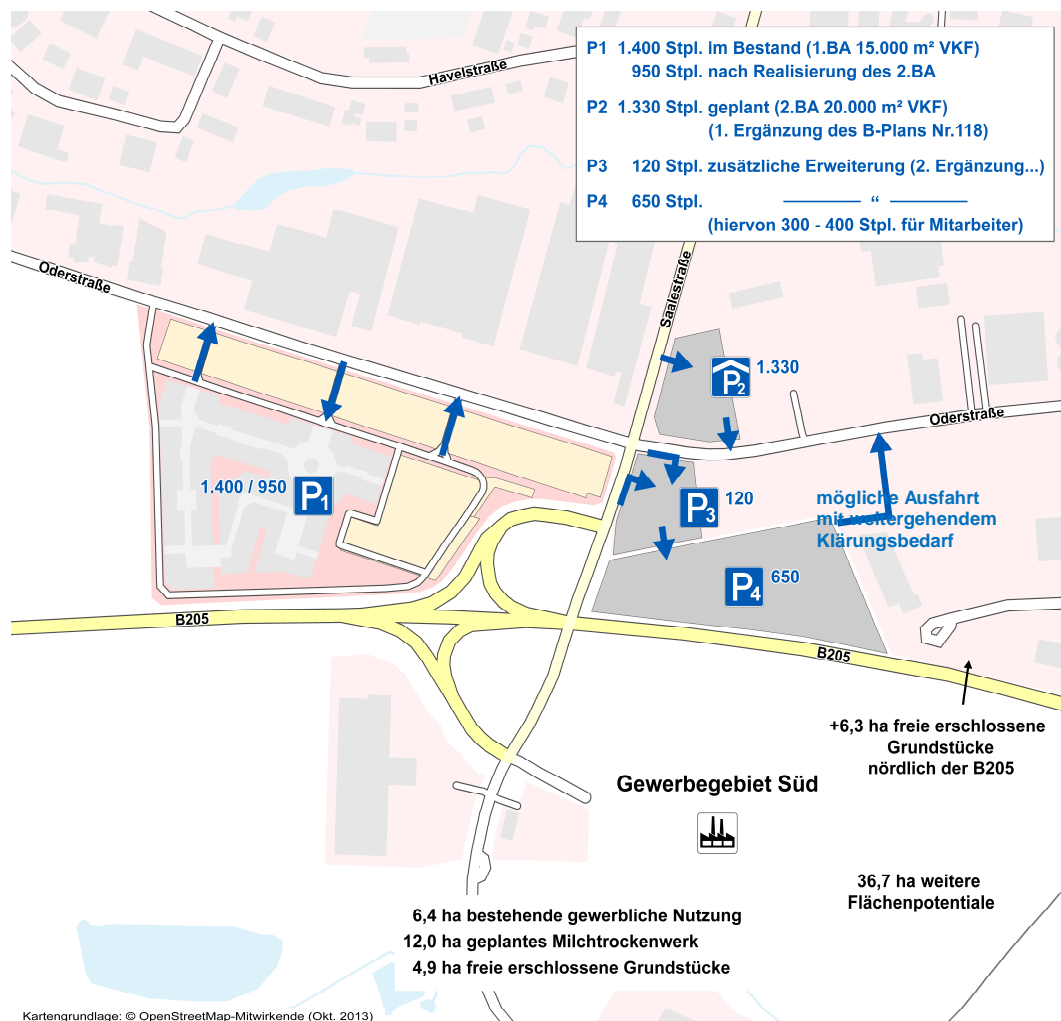 P1 1.400 Stpl. im Bestand (1.BA 15.000 m² VKF)
950 Stpl. nach Realisierung des 2.BA
P2 1.330 Stpl. geplant (2.BA 20.000 m² VKF)
(1. Ergänzung des B-Plans Nr.118)
P3 120 Stpl. zusätzliche Erweiterung (2. Ergänzung...)
P4 650 Stpl. ——— “ ———
(hiervon 300 - 400 Stpl. für Mitarbeiter)
Havelstraße
Oderstraße
Saalestraße
P2 1.330
Oderstraße
1.400 / 950 P1
P3 120
mögliche Ausfahrt
mit weitergehendem
Klärungsbedarf
P4 650
B205
B205
+6,3 ha freie erschlossene
Grundstücke
nördlich der B205
Gewerbegebiet Süd
36,7 ha weitere
Flächenpotentiale
6,4 ha bestehende gewerbliche Nutzung
12,0 ha geplantes Milchtrockenwerk
4,9 ha freie erschlossene Grundstücke
Kartengrundlage: © OpenStreetMap-Mitwirkende (Okt. 2013)